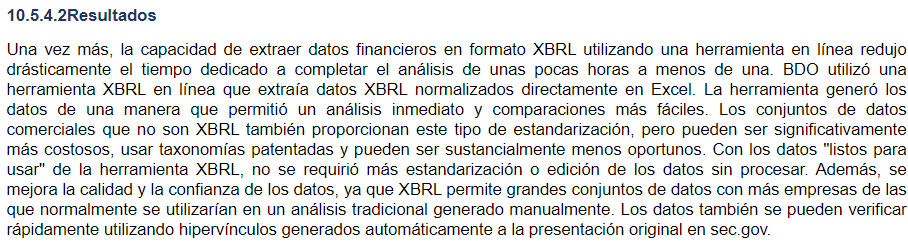 10.5.4.2Resultados
Una vez más, la capacidad de extraer datos financieros en formato XBRL utilizando una herramienta en línea redujo
drásticamente el tiempo dedicado a completar el análisis de unas pocas horas a menos de una. BDO utilizó una
herramienta XBRL en línea que extraía datos XBRL normalizados directamente en Excel. La herramienta generó los
datos de una manera que permitió un análisis inmediato y comparaciones más fáciles. Los conjuntos de datos
comerciales que no son XBRL también proporcionan este tipo de estandarización, pero pueden ser significativamente
más costosos, usar taxonomías patentadas y pueden ser sustancialmente menos oportunos. Con los datos "listos para
usar" de la herramienta XBRL, no se requirió más estandarización o edición de los datos sin procesar. Además, se
mejora la calidad y la confianza de los datos, ya que XBRL permite grandes conjuntos de datos con más empresas de las
que normalmente se utilizarían en un análisis tradicional generado manualmente. Los datos también se pueden verificar
rápidamente utilizando hipervínculos generados automáticamente a la presentación original en sec.gov.